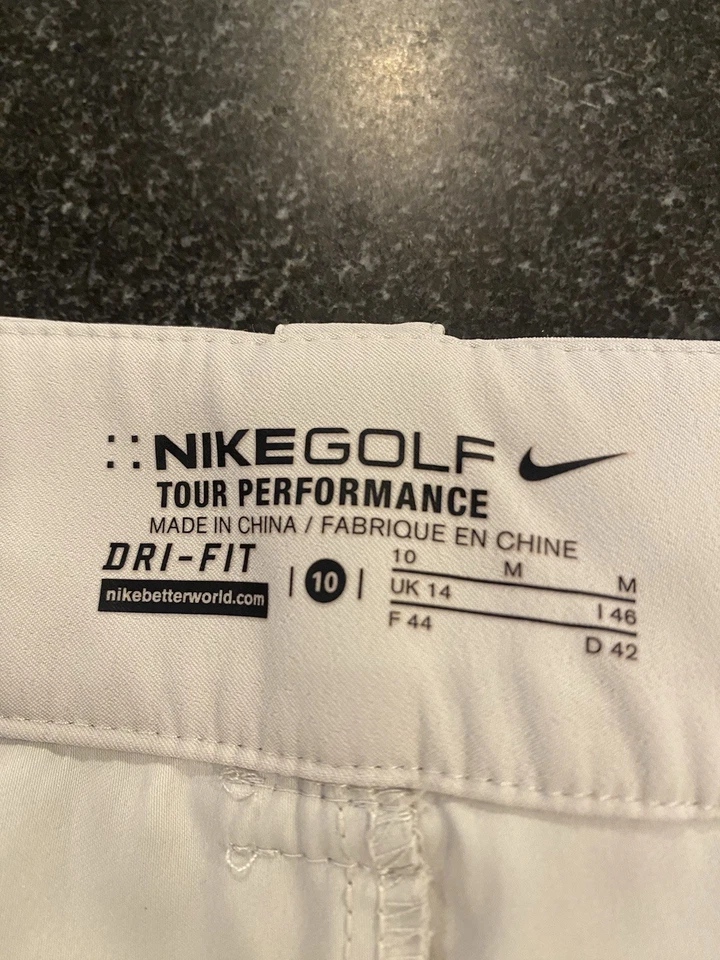 ::NIKEGOLF
TOUR PERFORMANCE
MADE IN CHINA / FABRIQUE EN CHINE
DRI-FIT
nikebetterworld.com
| 10 |
10 M M
UK 14 I 46
F 44 D 42